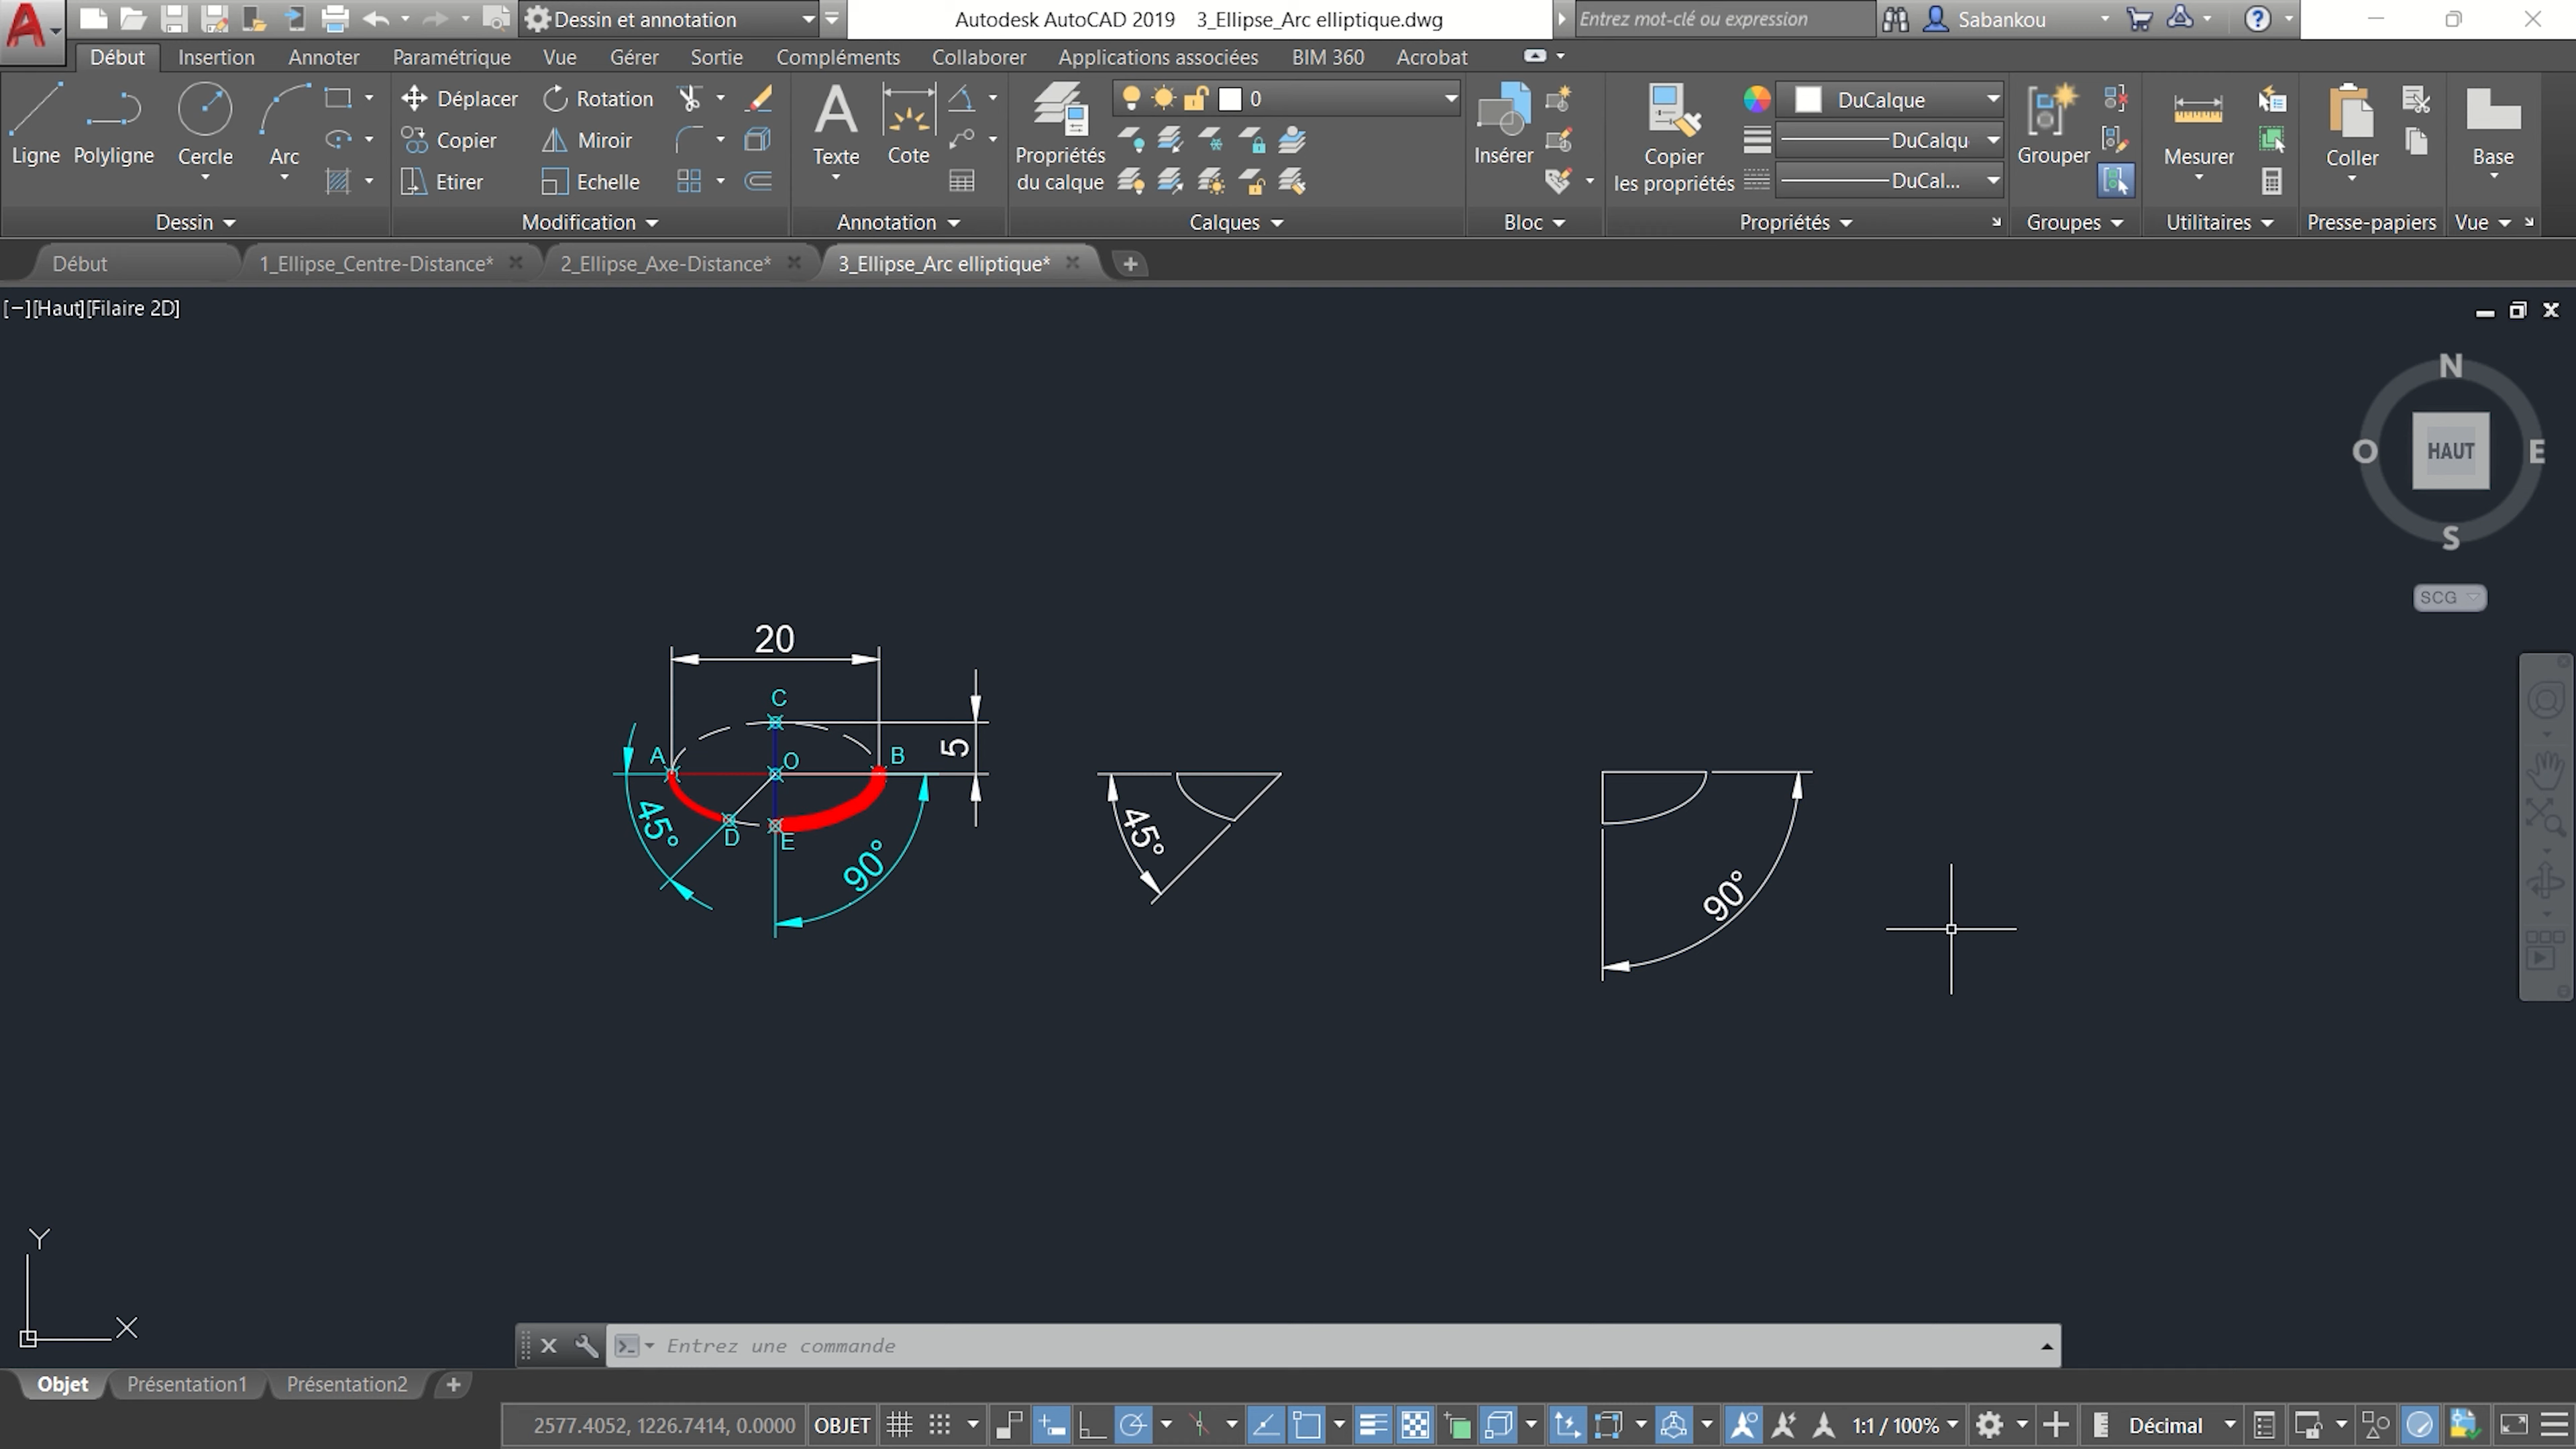 Dessin et annotation
Autodesk AutoCAD 2019 3_Ellipse_Arc elliptique.dwg
Entrez mot-clé ou expression
Sabankou
Début Insertion Annoter Paramétrique Vue Gérer Sortie Compléments Collaborer Applications associées BIM 360 Acrobat
Ligne Polyligne Cercle Arc
Déplacer Rotation
Copier Miroir
Etirer Echelle
Texte Cote
Propriétés
du calque
0
Insérer
Copier
les propriétés
DuCalque
DuCalqu
DuCal...
Grouper
Mesurer
Coller
Base
Dessin Modification Annotation Calques Bloc Propriétés Groupes Utilitaires Presse-papiers Vue
Début 1_Ellipse_Centre-Distance* 2_Ellipse_Axe-Distance* 3_Ellipse_Arc elliptique*
[−][Haut][Filaire 2D]
N
O HAUT E
S
SCG
20
C
5
A O B
45°
D E
90°
45°
90°
Y
X
Entrez une commande
Objet Présentation1 Présentation2
2577.4052, 1226.7414, 0.0000 OBJET 1:1 / 100% Décimal